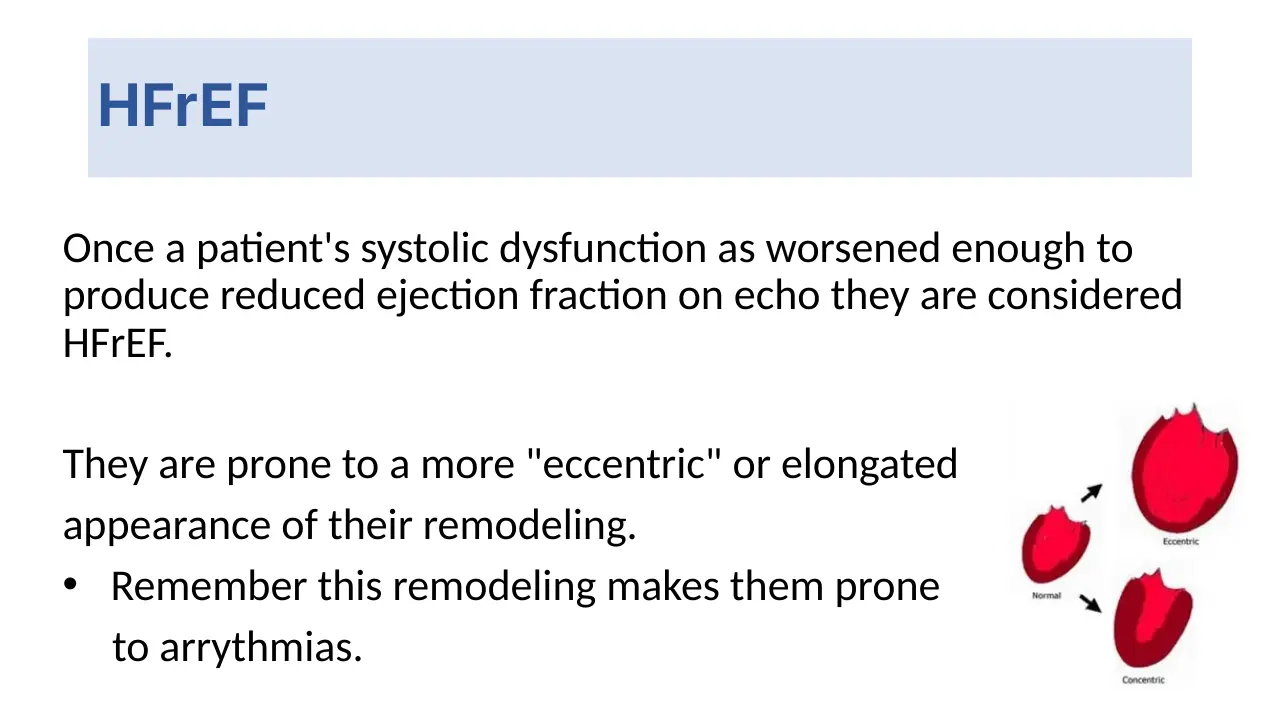 HFrEF
Once a patient's systolic dysfunction as worsened enough to
produce reduced ejection fraction on echo they are considered
HFrEF.
They are prone to a more "eccentric" or elongated
appearance of their remodeling.
• Remember this remodeling makes them prone
to arrythmias.
Eccentric
Normal
Concentric